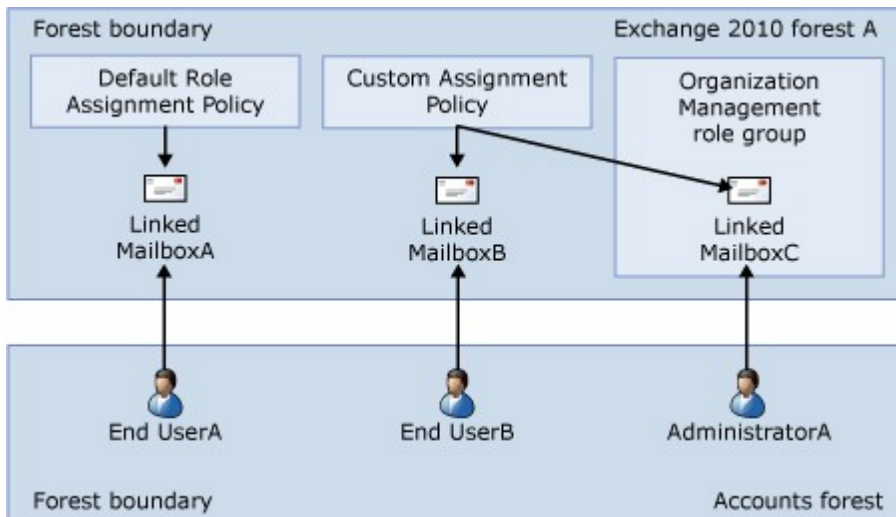 Forest boundary
Exchange 2010 forest A
Default Role
Assignment Policy
Custom Assignment
Policy
Organization
Management
role group
Linked
MailboxA
Linked
MailboxB
Linked
MailboxC
End UserA
End UserB
AdministratorA
Forest boundary
Accounts forest